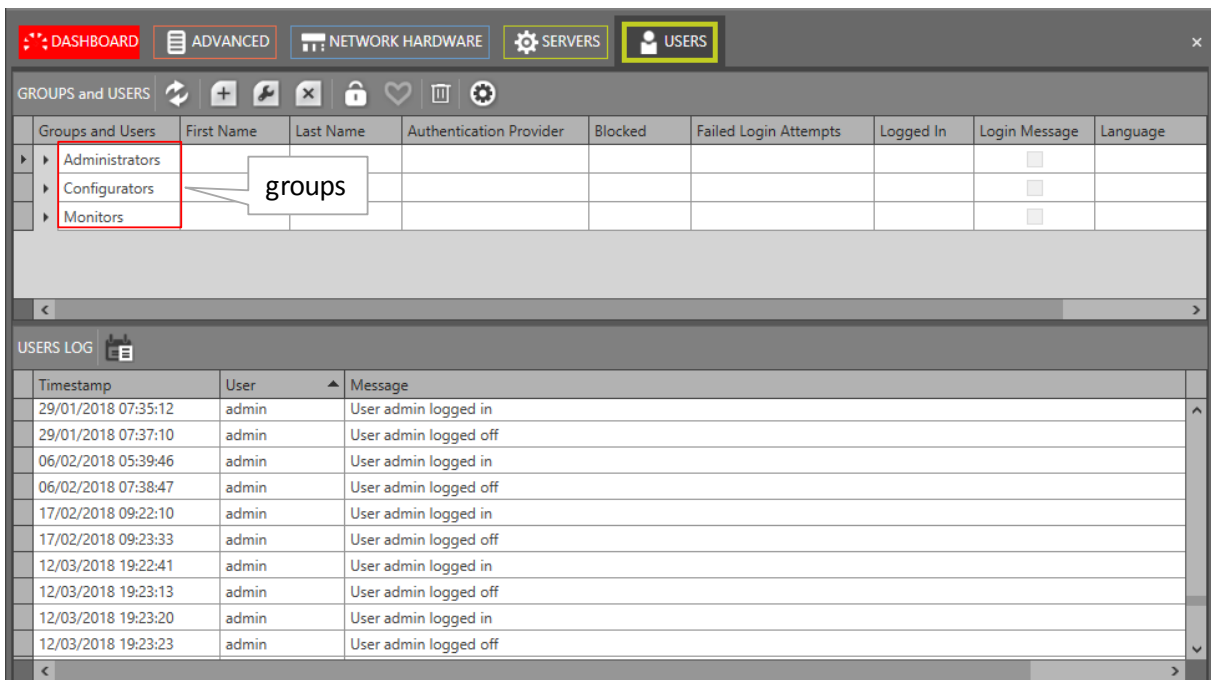 DASHBOARD ADVANCED NETWORK HARDWARE SERVERS USERS
GROUPS and USERS
Groups and Users First Name Last Name Authentication Provider Blocked Failed Login Attempts Logged In Login Message Language
Administrators
Configurators
groups
Monitors
USERS LOG
Timestamp User Message
29/01/2018 07:35:12 admin User admin logged in
29/01/2018 07:37:10 admin User admin logged off
06/02/2018 05:39:46 admin User admin logged in
06/02/2018 07:38:47 admin User admin logged off
17/02/2018 09:22:10 admin User admin logged in
17/02/2018 09:23:33 admin User admin logged off
12/03/2018 19:22:41 admin User admin logged in
12/03/2018 19:23:13 admin User admin logged off
12/03/2018 19:23:20 admin User admin logged in
12/03/2018 19:23:23 admin User admin logged off